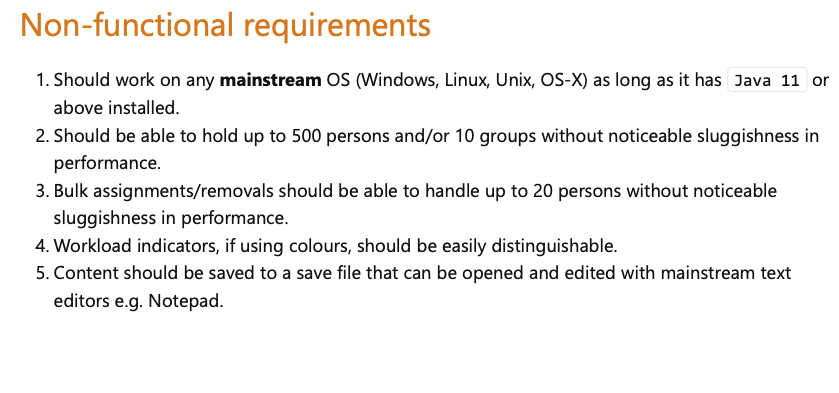 Non-functional requirements
1. Should work on any mainstream OS (Windows, Linux, Unix, OS-X) as long as it has Java 11 or
above installed.
2. Should be able to hold up to 500 persons and/or 10 groups without noticeable sluggishness in
performance.
3. Bulk assignments/removals should be able to handle up to 20 persons without noticeable
sluggishness in performance.
4. Workload indicators, if using colours, should be easily distinguishable.
5. Content should be saved to a save file that can be opened and edited with mainstream text
editors e.g. Notepad.